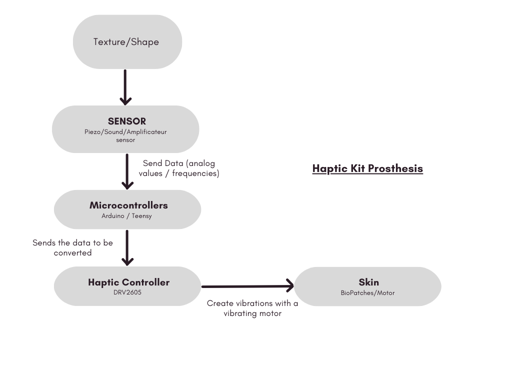 Texture/Shape
SENSOR
Piezo/Sound/Amplificateur
sensor
Send Data (analog
values / frequencies)
Haptic Kit Prosthesis
Microcontrollers
Arduino / Teensy
Sends the data to be
converted
Haptic Controller
DRV2605
Skin
BioPatches/Motor
Create vibrations with a
vibrating motor